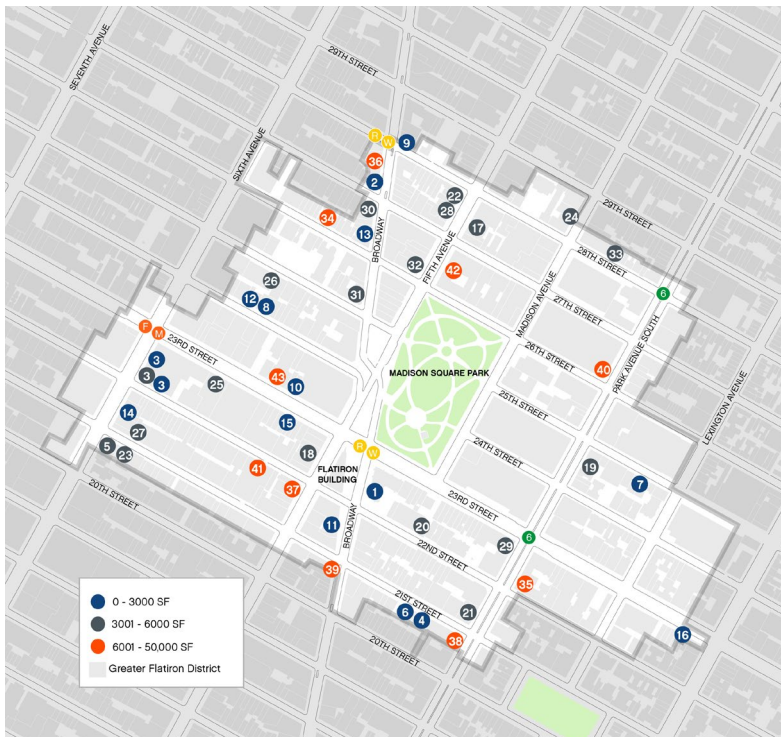 SEVENTH AVENUE
29TH STREET
SIXTH AVENUE
R
W
9
36
2
22
28
30
34
13
17
24
29TH STREET
33
28TH STREET
BROADWAY
FIFTH AVENUE
32
42
6
26
31
12
8
27TH STREET
MADISON AVENUE
PARK AVENUE SOUTH
F
M
23RD STREET
3
3
3
25
43
10
MADISON SQUARE PARK
26TH STREET
40
LEXINGTON AVENUE
25TH STREET
14
27
15
5
23
18
R
W
24TH STREET
41
FLATIRON
BUILDING
37
19
7
20TH STREET
1
23RD STREET
11
BROADWAY
20
22ND STREET
29
6
39
35
21ST STREET
6
4
21
16
38
20TH STREET
0 - 3000 SF
3001 - 6000 SF
6001 - 50,000 SF
Greater Flatiron District